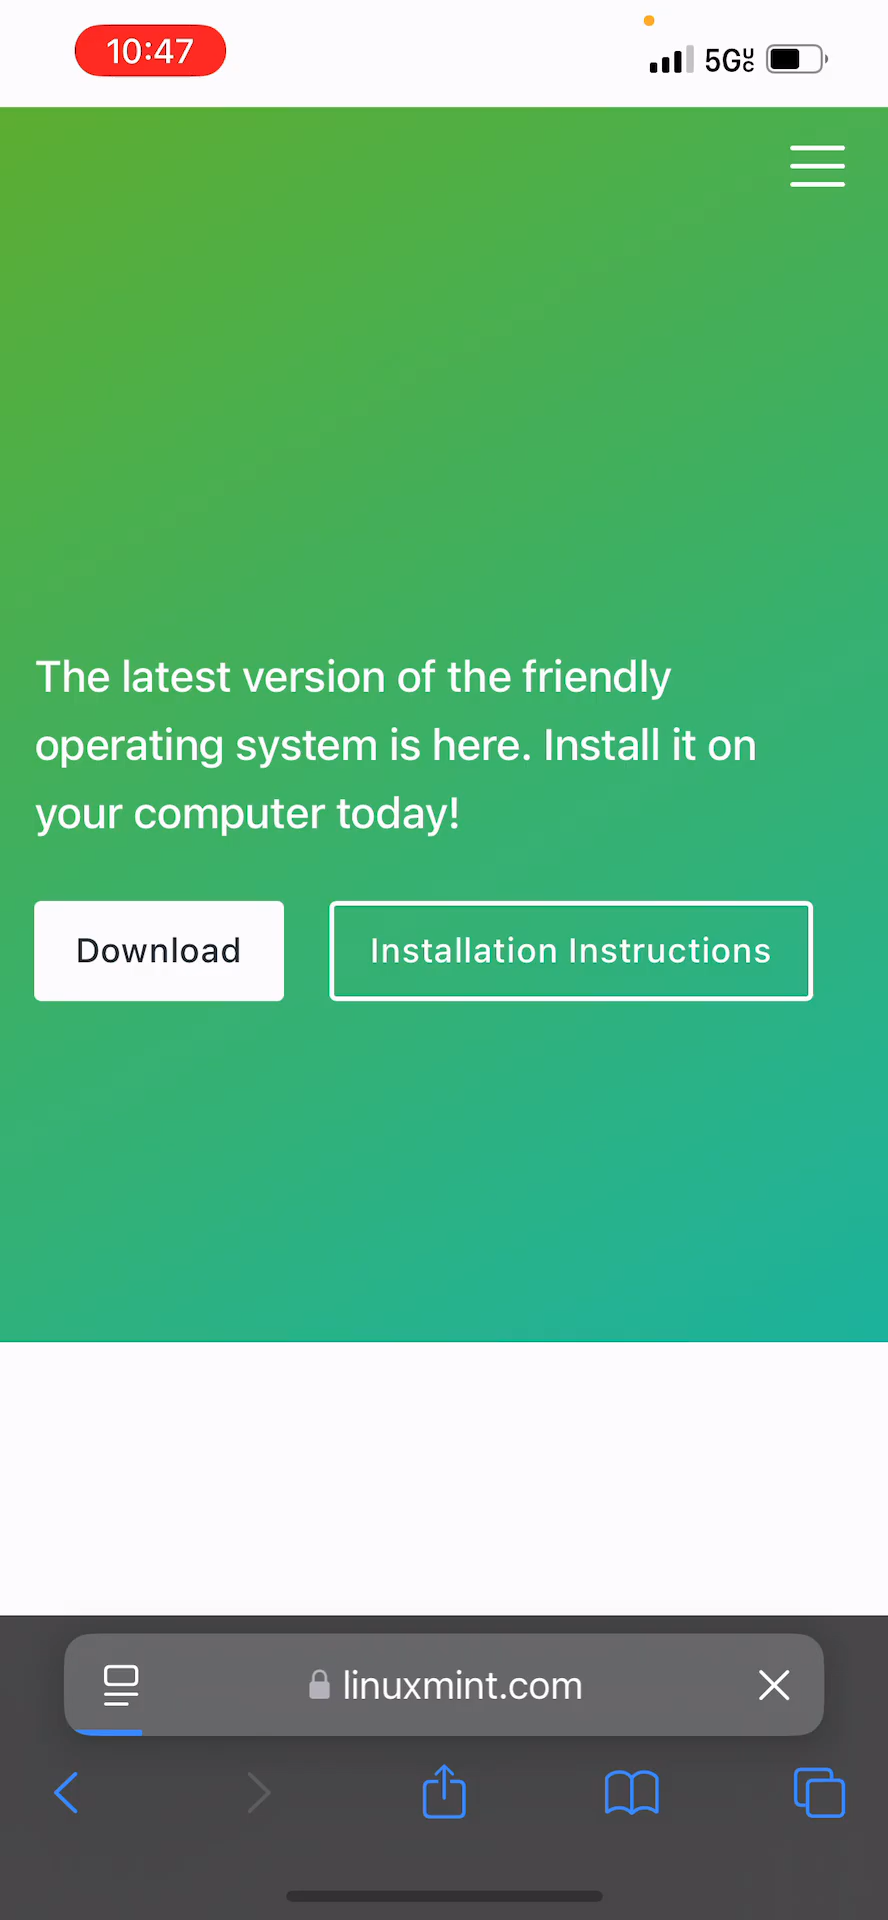 10:47
5GUC
The latest version of the friendly
operating system is here. Install it on
your computer today!
Download
Installation Instructions
linuxmint.com